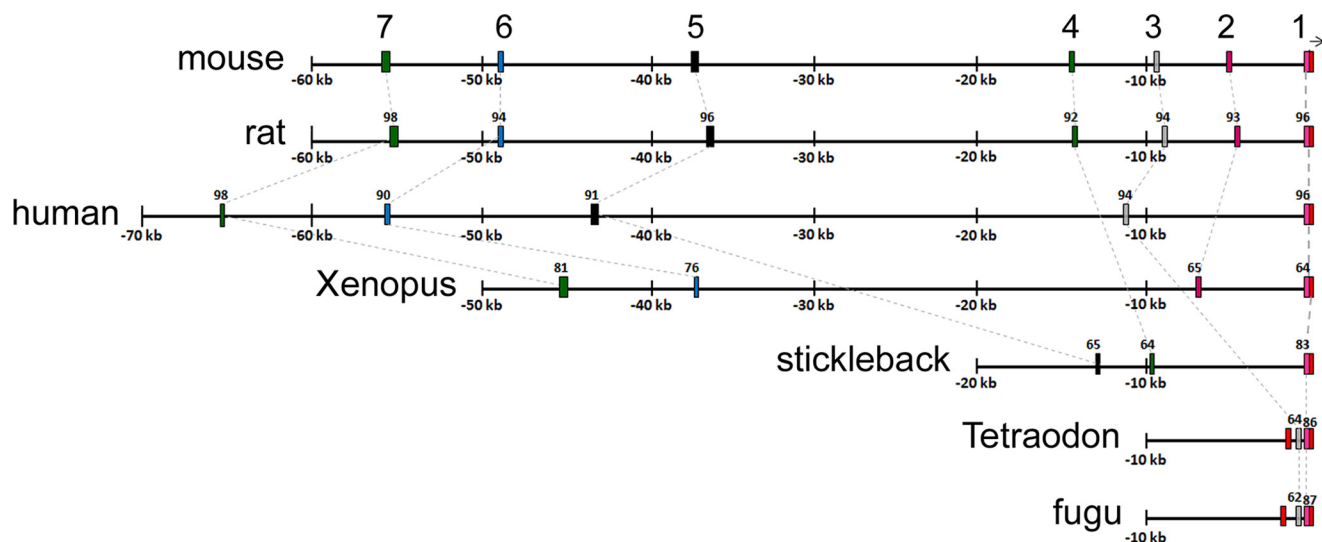 7 6 5 4 3 2 1
mouse
-60 kb -50 kb -40 kb -30 kb -20 kb -10 kb
98 94 96 92 94 93 96
rat
-60 kb -50 kb -40 kb -30 kb -20 kb -10 kb
98 90 91 94 96
human
-70 kb -60 kb -50 kb -40 kb -30 kb -20 kb -10 kb
81 76 65 64
Xenopus
-50 kb -40 kb -30 kb -20 kb -10 kb
65 64 83
stickleback
-20 kb -10 kb
64 86
Tetraodon
-10 kb
62 87
fugu
-10 kb